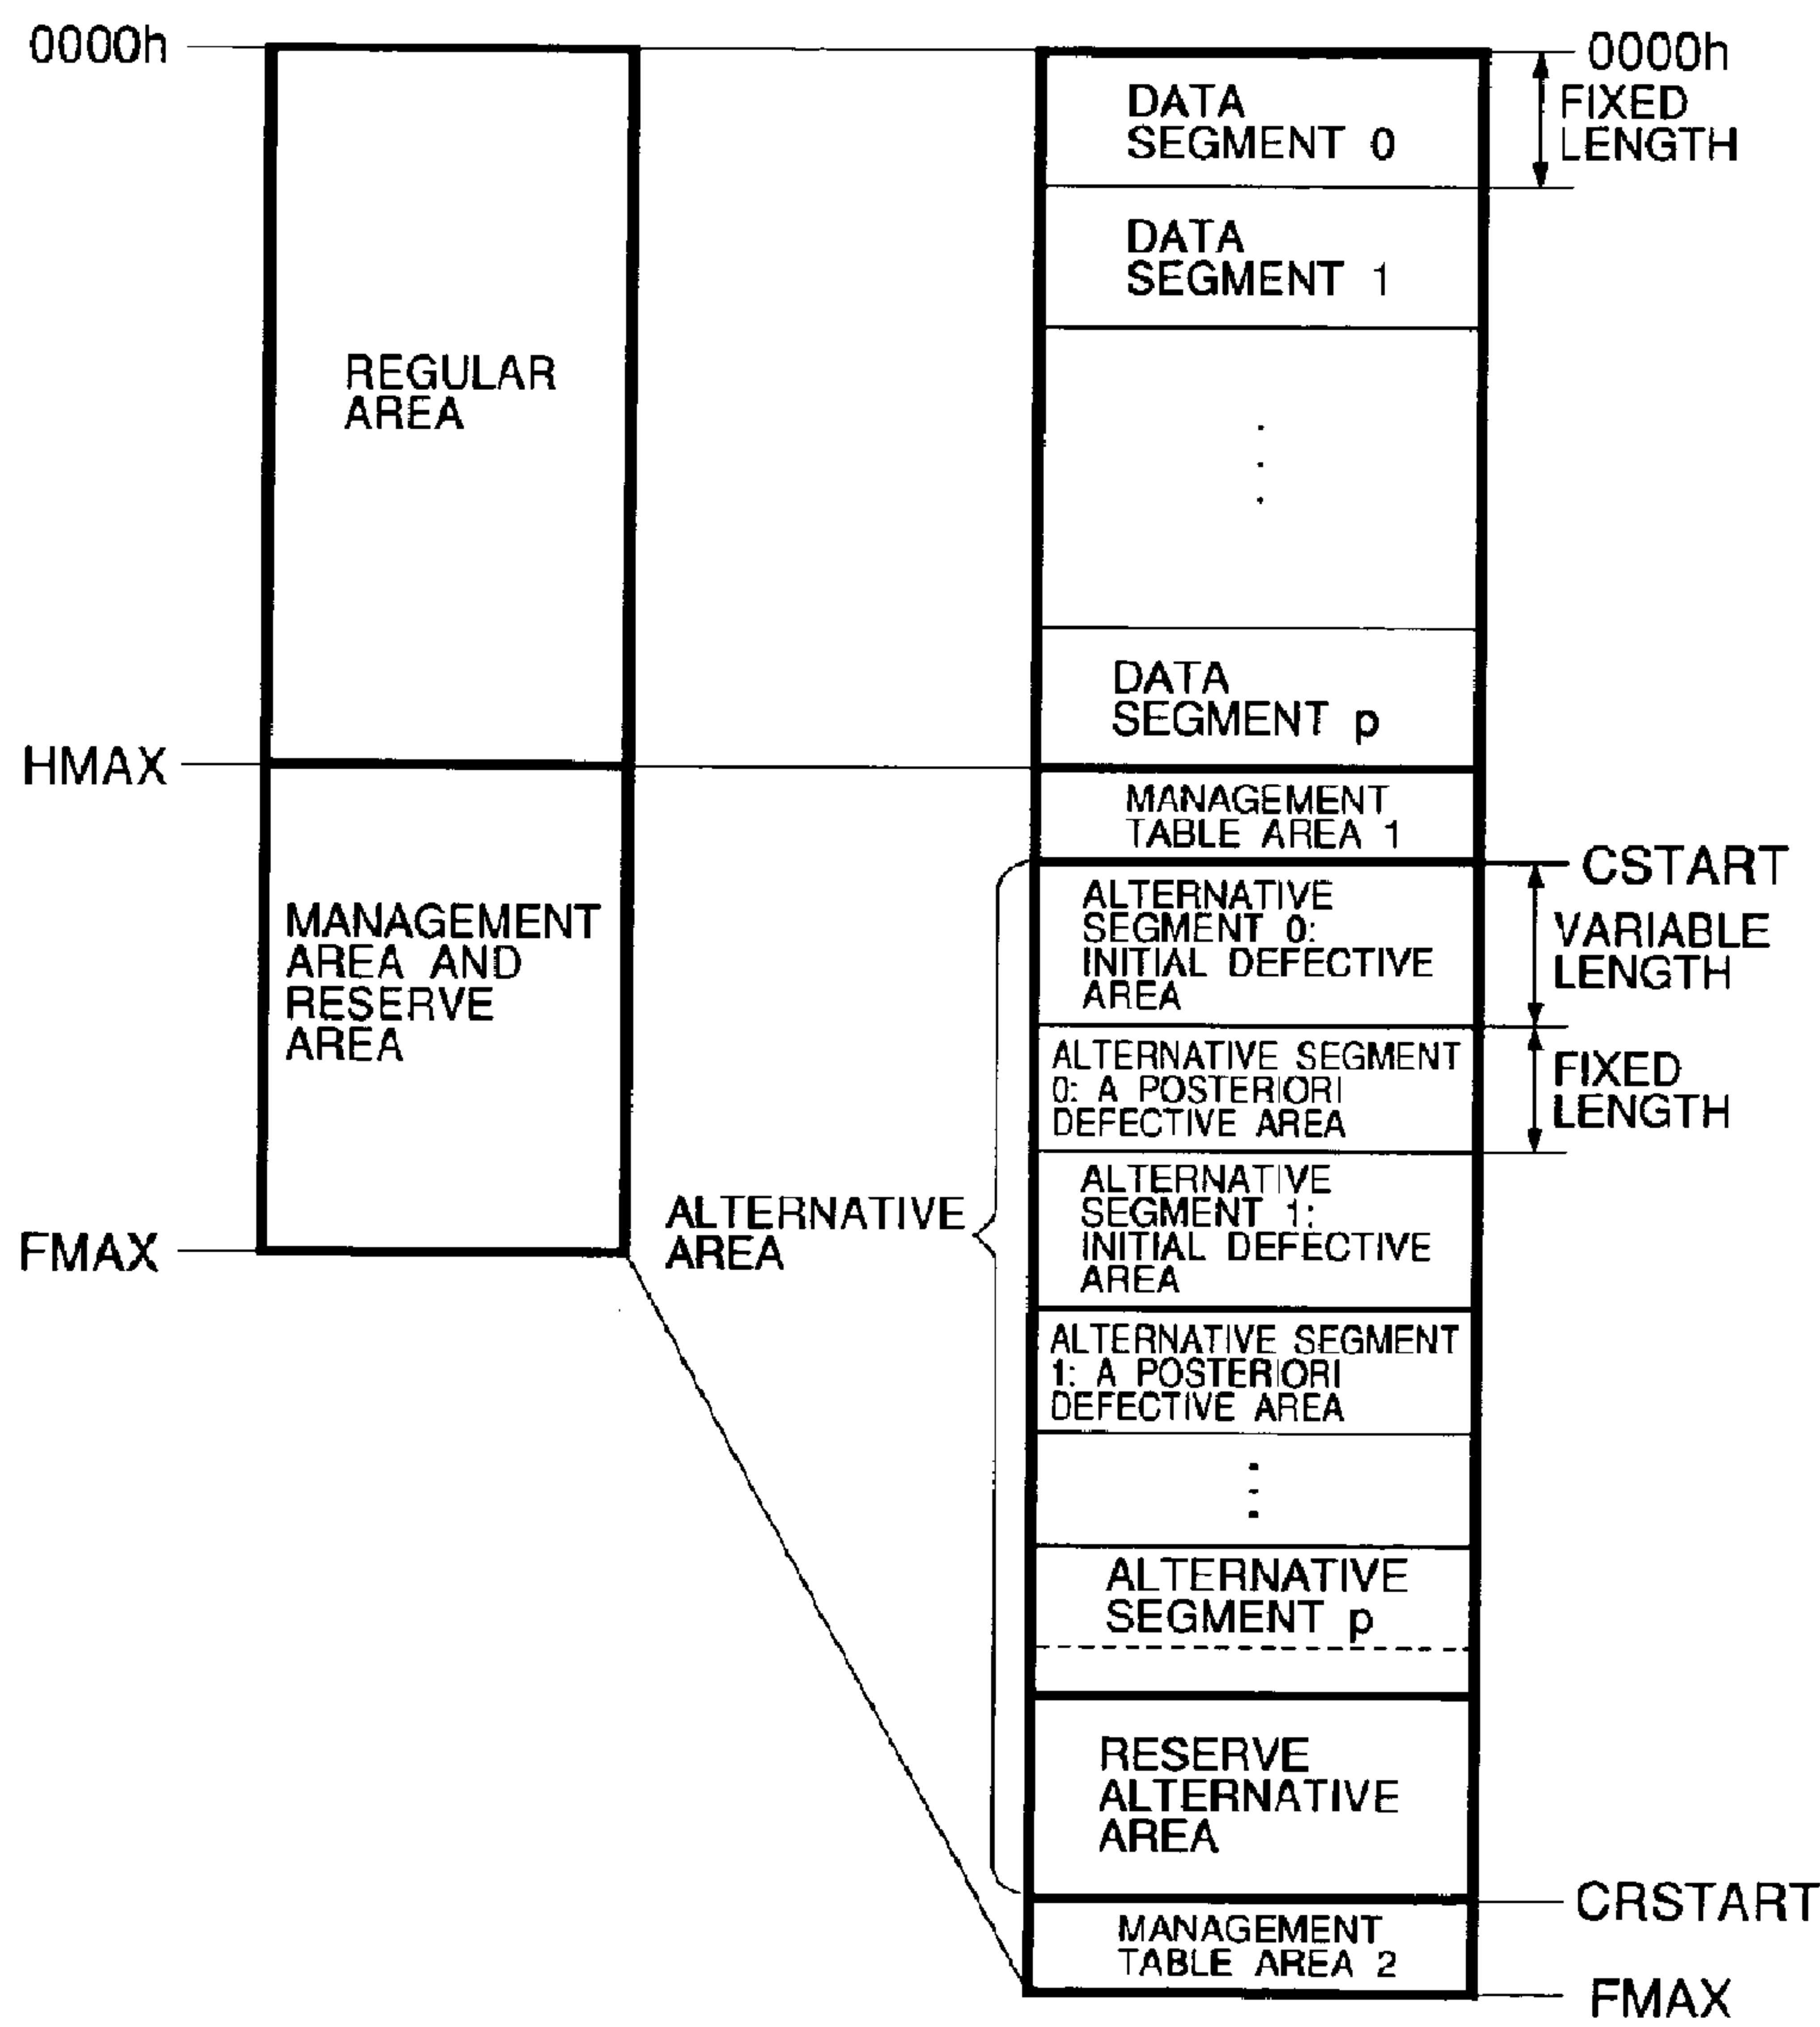 0000h
REGULAR
AREA
HMAX
MANAGEMENT
AREA AND
RESERVE
AREA
FMAX
0000h
FIXED
LENGTH
DATA
SEGMENT 0
DATA
SEGMENT 1
DATA
SEGMENT p
MANAGEMENT
TABLE AREA 1
CSTART
ALTERNATIVE
SEGMENT 0:
INITIAL DEFECTIVE
AREA
VARIABLE
LENGTH
ALTERNATIVE SEGMENT
0: A POSTERIORI
DEFECTIVE AREA
FIXED
LENGTH
ALTERNATIVE
AREA
ALTERNATIVE
SEGMENT 1:
INITIAL DEFECTIVE
AREA
ALTERNATIVE SEGMENT
1: A POSTERIORI
DEFECTIVE AREA
ALTERNATIVE
SEGMENT p
RESERVE
ALTERNATIVE
AREA
CRSTART
MANAGEMENT
TABLE AREA 2
FMAX